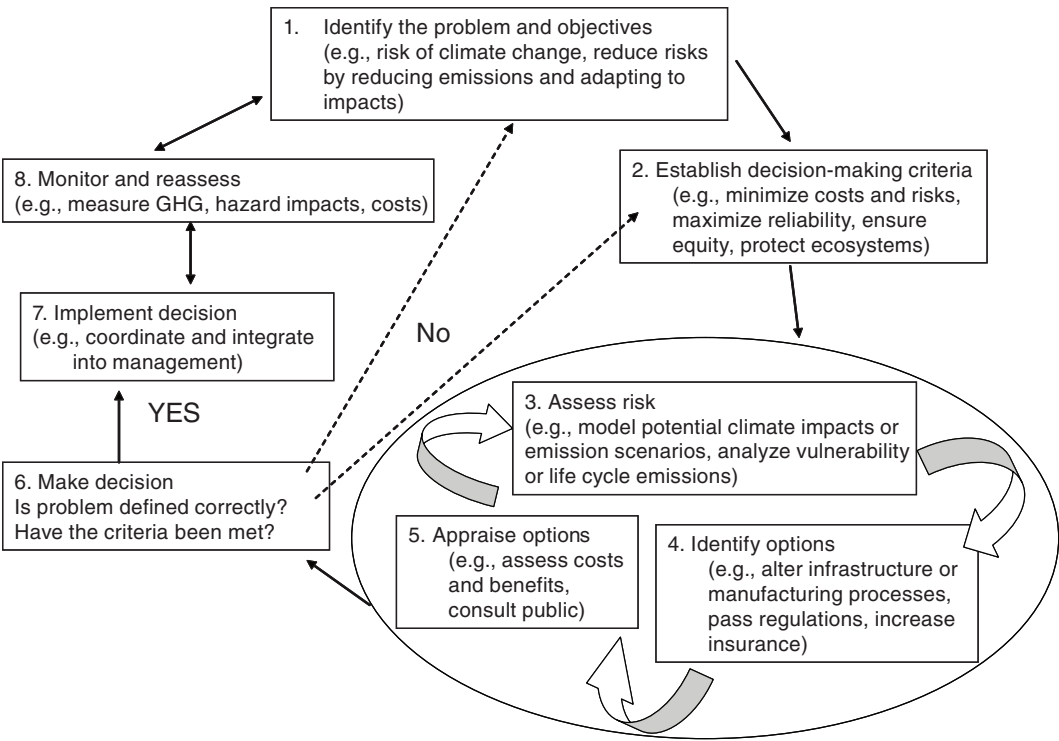 1. Identify the problem and objectives
(e.g., risk of climate change, reduce risks
by reducing emissions and adapting to
impacts)
8. Monitor and reassess
(e.g., measure GHG, hazard impacts, costs)
2. Establish decision-making criteria
(e.g., minimize costs and risks,
maximize reliability, ensure
equity, protect ecosystems)
7. Implement decision
(e.g., coordinate and integrate
into management)
No
YES
3. Assess risk
(e.g., model potential climate impacts or
emission scenarios, analyze vulnerability
or life cycle emissions)
6. Make decision
Is problem defined correctly?
Have the criteria been met?
5. Appraise options
(e.g., assess costs
and benefits,
consult public)
4. Identify options
(e.g., alter infrastructure or
manufacturing processes,
pass regulations, increase
insurance)